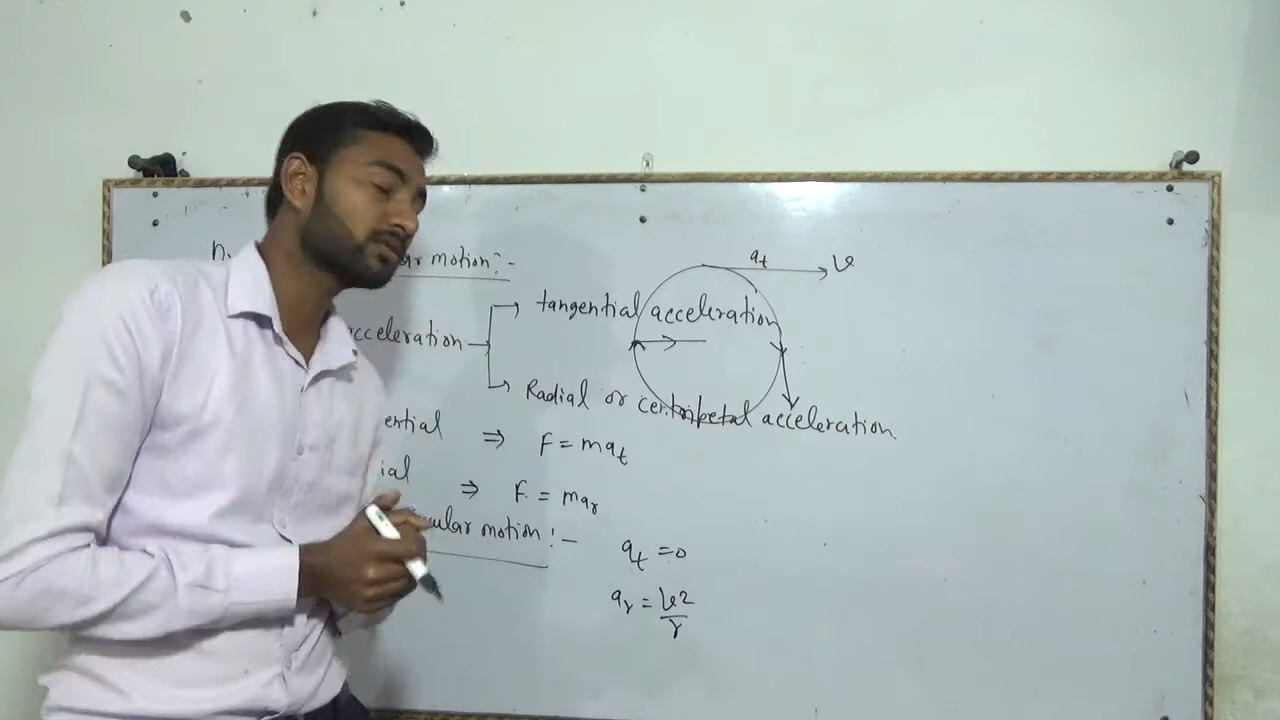 motion:-
a_t v
tangential acceleration
acceleration
Radial or centripetal acceleration.
⇒ F = ma_t
⇒ F = ma_r
motion :-
a_t = 0
a_r = v2/r